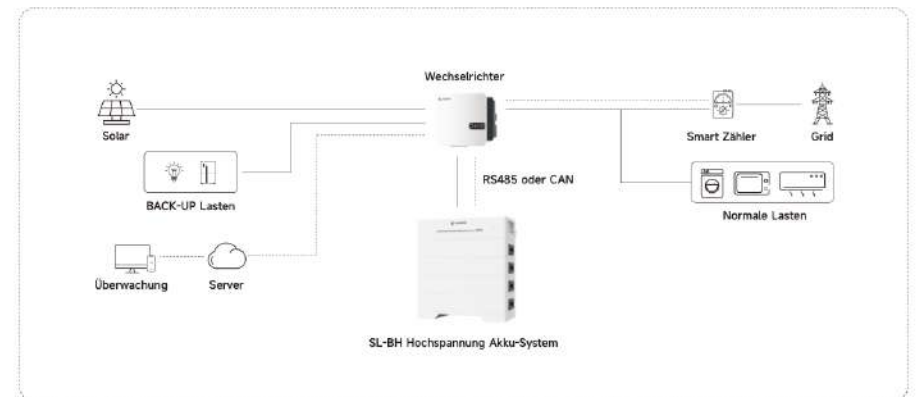 Wechselrichter
Solar
Smart Zähler
Grid
RS485 oder CAN
BACK-UP Lasten
Normale Lasten
Überwachung
Server
SL-BH Hochspannung Akku-System